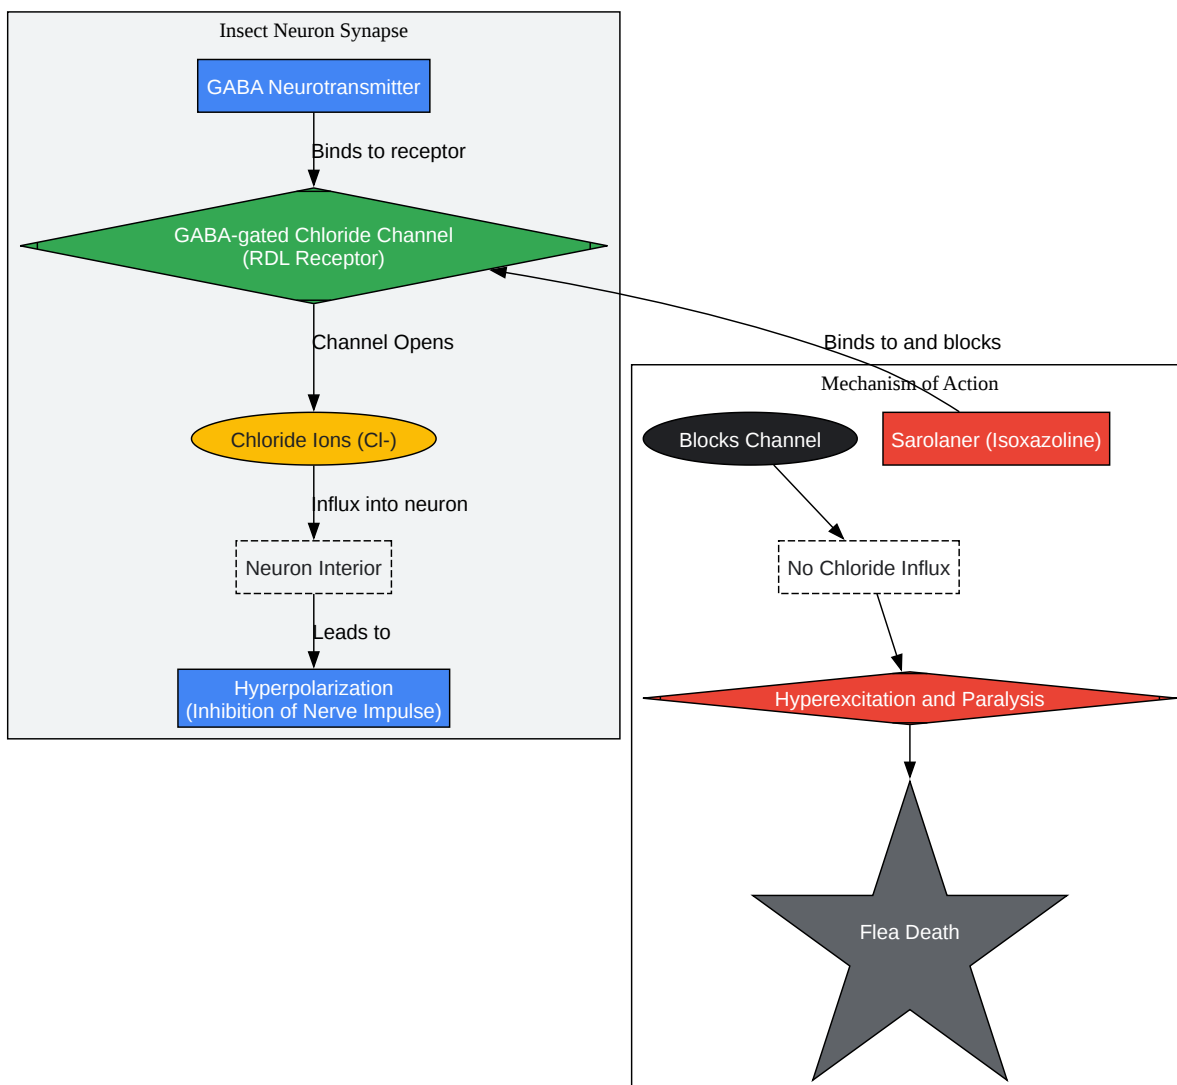 Insect Neuron Synapse
GABA Neurotransmitter
Binds to receptor
GABA-gated Chloride Channel
(RDL Receptor)
Channel Opens
Chloride Ions (Cl-)
Influx into neuron
Neuron Interior
Leads to
Hyperpolarization
(Inhibition of Nerve Impulse)
Binds to and blocks
Mechanism of Action
Blocks Channel
Sarolaner (Isoxazoline)
No Chloride Influx
Hyperexcitation and Paralysis
Flea Death